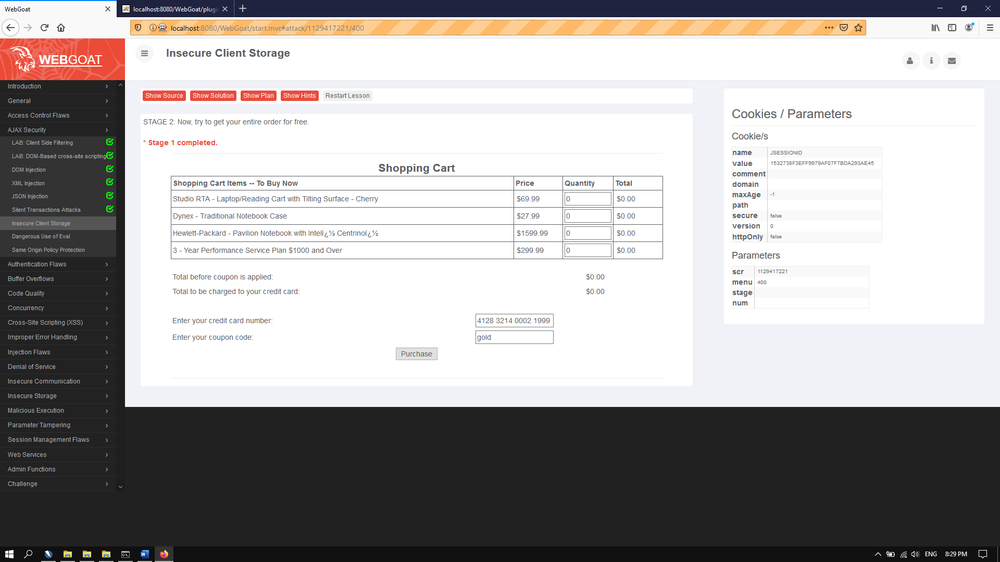 WebGoat
localhost:8080/WebGoat/plugi
localhost:8080/WebGoat/start.mvc#attack/1129417221/400
WEBGOAT
Insecure Client Storage
Introduction
General
Access Control Flaws
AJAX Security
LAB: Client Side Filtering
LAB: DOM-Based cross-site scripting
DOM Injection
XML Injection
JSON Injection
Silent Transactions Attacks
Insecure Client Storage
Dangerous Use of Eval
Same Origin Policy Protection
Authentication Flaws
Buffer Overflows
Code Quality
Concurrency
Cross-Site Scripting (XSS)
Improper Error Handling
Injection Flaws
Denial of Service
Insecure Communication
Insecure Storage
Malicious Execution
Parameter Tampering
Session Management Flaws
Web Services
Admin Functions
Challenge
Show Source Show Solution Show Plan Show Hints Restart Lesson
STAGE 2: Now, try to get your entire order for free.
* Stage 1 completed.
Shopping Cart
Shopping Cart Items -- To Buy Now Price Quantity Total
Studio RTA - Laptop/Reading Cart with Tilting Surface - Cherry $69.99 0 $0.00
Dynex - Traditional Notebook Case $27.99 0 $0.00
Hewlett-Packard - Pavilion Notebook with Intelï¿½ Centrinoï¿½ $1599.99 0 $0.00
3 - Year Performance Service Plan $1000 and Over $299.99 0 $0.00
Total before coupon is applied: $0.00
Total to be charged to your credit card: $0.00
Enter your credit card number: 4128 3214 0002 1999
Enter your coupon code: gold
Purchase
Cookies / Parameters
Cookie/s
name JSESSIONID
value 1532738F3EFF9979AF07F7BDA293AE45
comment
domain
maxAge -1
path
secure false
version 0
httpOnly false
Parameters
scr 1129417221
menu 400
stage
num
ENG 8:29 PM